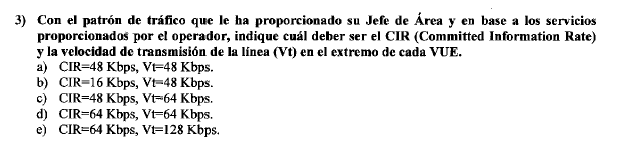 3) Con el patrón de tráfico que le ha proporcionado su Jefe de Área y en base a los servicios
proporcionados por el operador, indique cuál deber ser el CIR (Committed Information Rate)
y la velocidad de transmisión de la línea (Vt) en el extremo de cada VUE.
a) CIR=48 Kbps, Vt=48 Kbps.
b) CIR=16 Kbps, Vt=48 Kbps.
c) CIR=48 Kbps, Vt=64 Kbps.
d) CIR=64 Kbps, Vt=64 Kbps.
e) CIR=64 Kbps, Vt=128 Kbps.